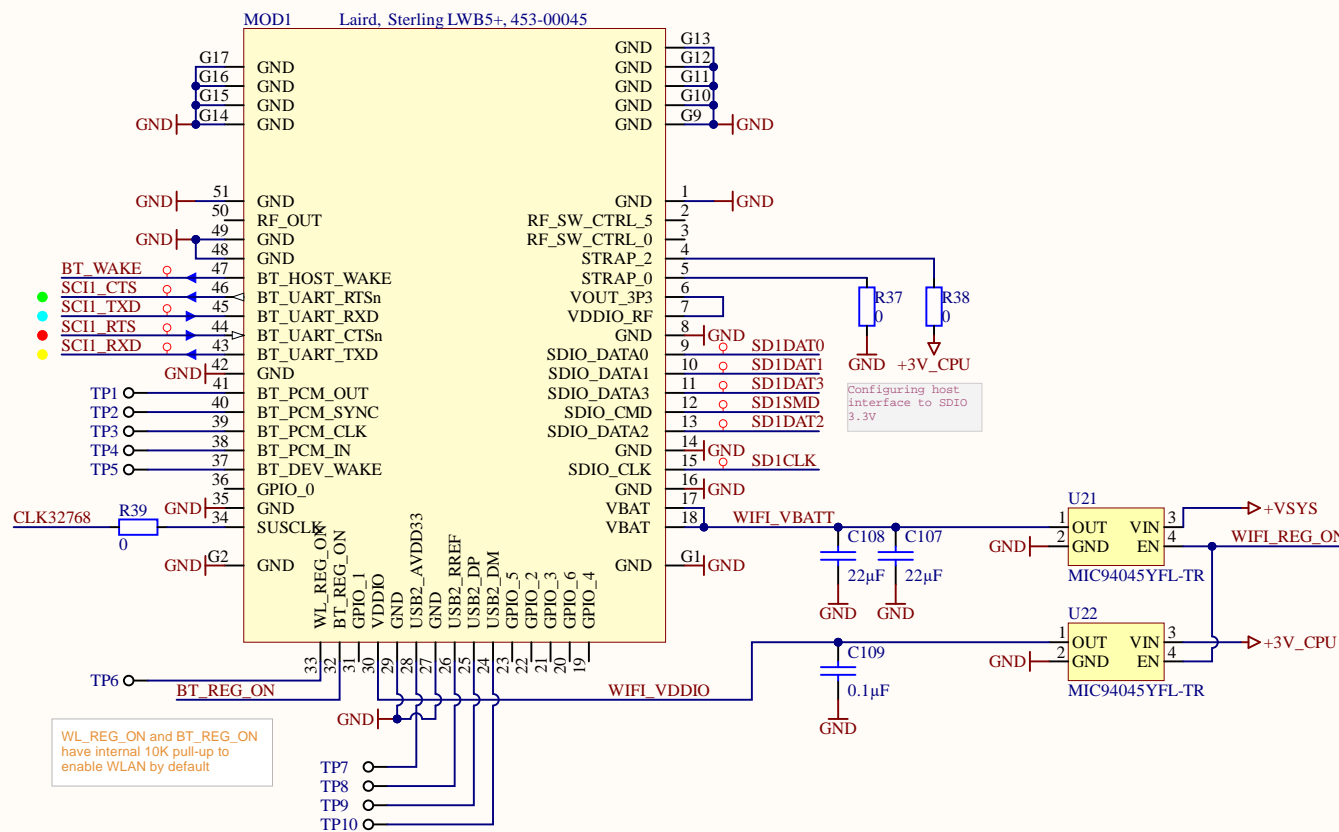 MOD1 Laird, Sterling LWB5+, 453-00045
GND G13
G17 GND GND G12
G16 GND GND G11
G15 GND GND G10
GND G14 GND GND G9 GND
GND 51 GND GND 1 GND
50 RF_OUT RF_SW_CTRL_5 2
GND 49 GND RF_SW_CTRL_0 3
48 GND STRAP_2 4
BT_WAKE 47 BT_HOST_WAKE STRAP_0 5
SCI1_CTS 46 BT_UART_RTSn VOUT_3P3 6 R37 R38
SCI1_TXD 45 BT_UART_RXD VDDIO_RF 7 0 0
SCI1_RTS 44 BT_UART_CTSn GND 8 GND
SCI1_RXD 43 BT_UART_TXD SDIO_DATA0 9 SD1DAT0
GND 42 GND SDIO_DATA1 10 SD1DAT1 GND +3V_CPU
TP1 41 BT_PCM_OUT SDIO_DATA3 11 SD1DAT3
TP2 40 BT_PCM_SYNC SDIO_CMD 12 SD1SMD
TP3 39 BT_PCM_CLK SDIO_DATA2 13 SD1DAT2
Configuring host
interface to SDIO
3.3V
TP4 38 BT_PCM_IN GND 14 GND
TP5 37 BT_DEV_WAKE SDIO_CLK 15 SD1CLK
36 GPIO_0 GND 16 GND
GND 35 GND VBAT 17
CLK32768 R39 34 SUSCLK VBAT 18 WIFI_VBATT
0
GND G2 GND GND G1 GND
C108
22µF
GND
C107
22µF
GND
U21
1 OUT VIN 3 +VSYS
GND 2 GND EN 4 WIFI_REG_ON
MIC94045YFL-TR
U22
1 OUT VIN 3 +3V_CPU
GND 2 GND EN 4
MIC94045YFL-TR
C109
0.1µF
GND
WL_REG_ON
BT_REG_ON
GPIO_1
VDDIO
GND
USB2_AVDD33
GND
USB2_RREF
USB2_DP
USB2_DM
GPIO_5
GPIO_2
GPIO_3
GPIO_6
GPIO_4
33 32 31 30 29 28 27 26 25 24 23 22 21 20 19
TP6
BT_REG_ON WIFI_VDDIO
GND
WL_REG_ON and BT_REG_ON
have internal 10K pull-up to
enable WLAN by default
TP7
TP8
TP9
TP10